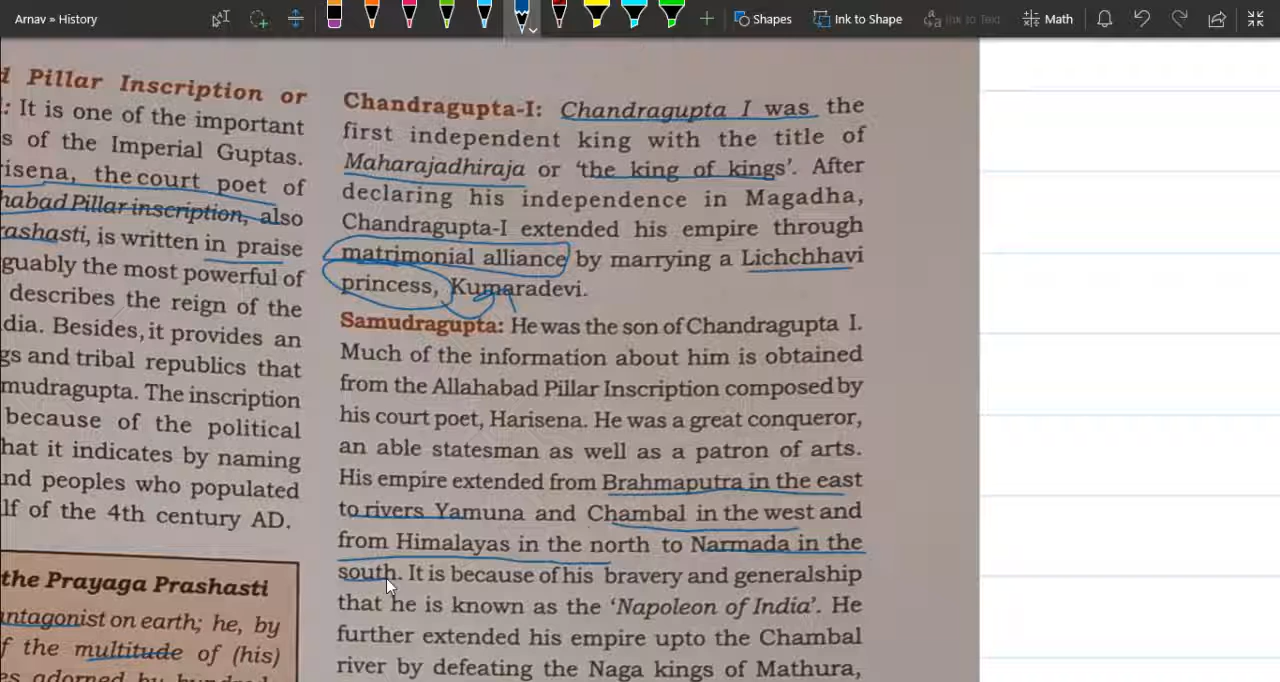 Arnav » History
Shapes
Ink to Shape
Ink to Text
Math
d Pillar Inscription or
: It is one of the important
s of the Imperial Guptas.
risena, the court poet of
habad Pillar inscription, also
rashasti, is written in praise
guably the most powerful of
describes the reign of the
dia. Besides, it provides an
gs and tribal republics that
mudragupta. The inscription
because of the political
hat it indicates by naming
nd peoples who populated
lf of the 4th century AD.
the Prayaga Prashasti
antagonist on earth; he, by
f the multitude of (his)
es adorned by hundred
Chandragupta-I: Chandragupta I was the
first independent king with the title of
Maharajadhiraja or ‘the king of kings’. After
declaring his independence in Magadha,
Chandragupta-I extended his empire through
matrimonial alliance by marrying a Lichchhavi
princess, Kumaradevi.
Samudragupta: He was the son of Chandragupta I.
Much of the information about him is obtained
from the Allahabad Pillar Inscription composed by
his court poet, Harisena. He was a great conqueror,
an able statesman as well as a patron of arts.
His empire extended from Brahmaputra in the east
to rivers Yamuna and Chambal in the west and
from Himalayas in the north to Narmada in the
south. It is because of his bravery and generalship
that he is known as the ‘Napoleon of India’. He
further extended his empire upto the Chambal
river by defeating the Naga kings of Mathura,